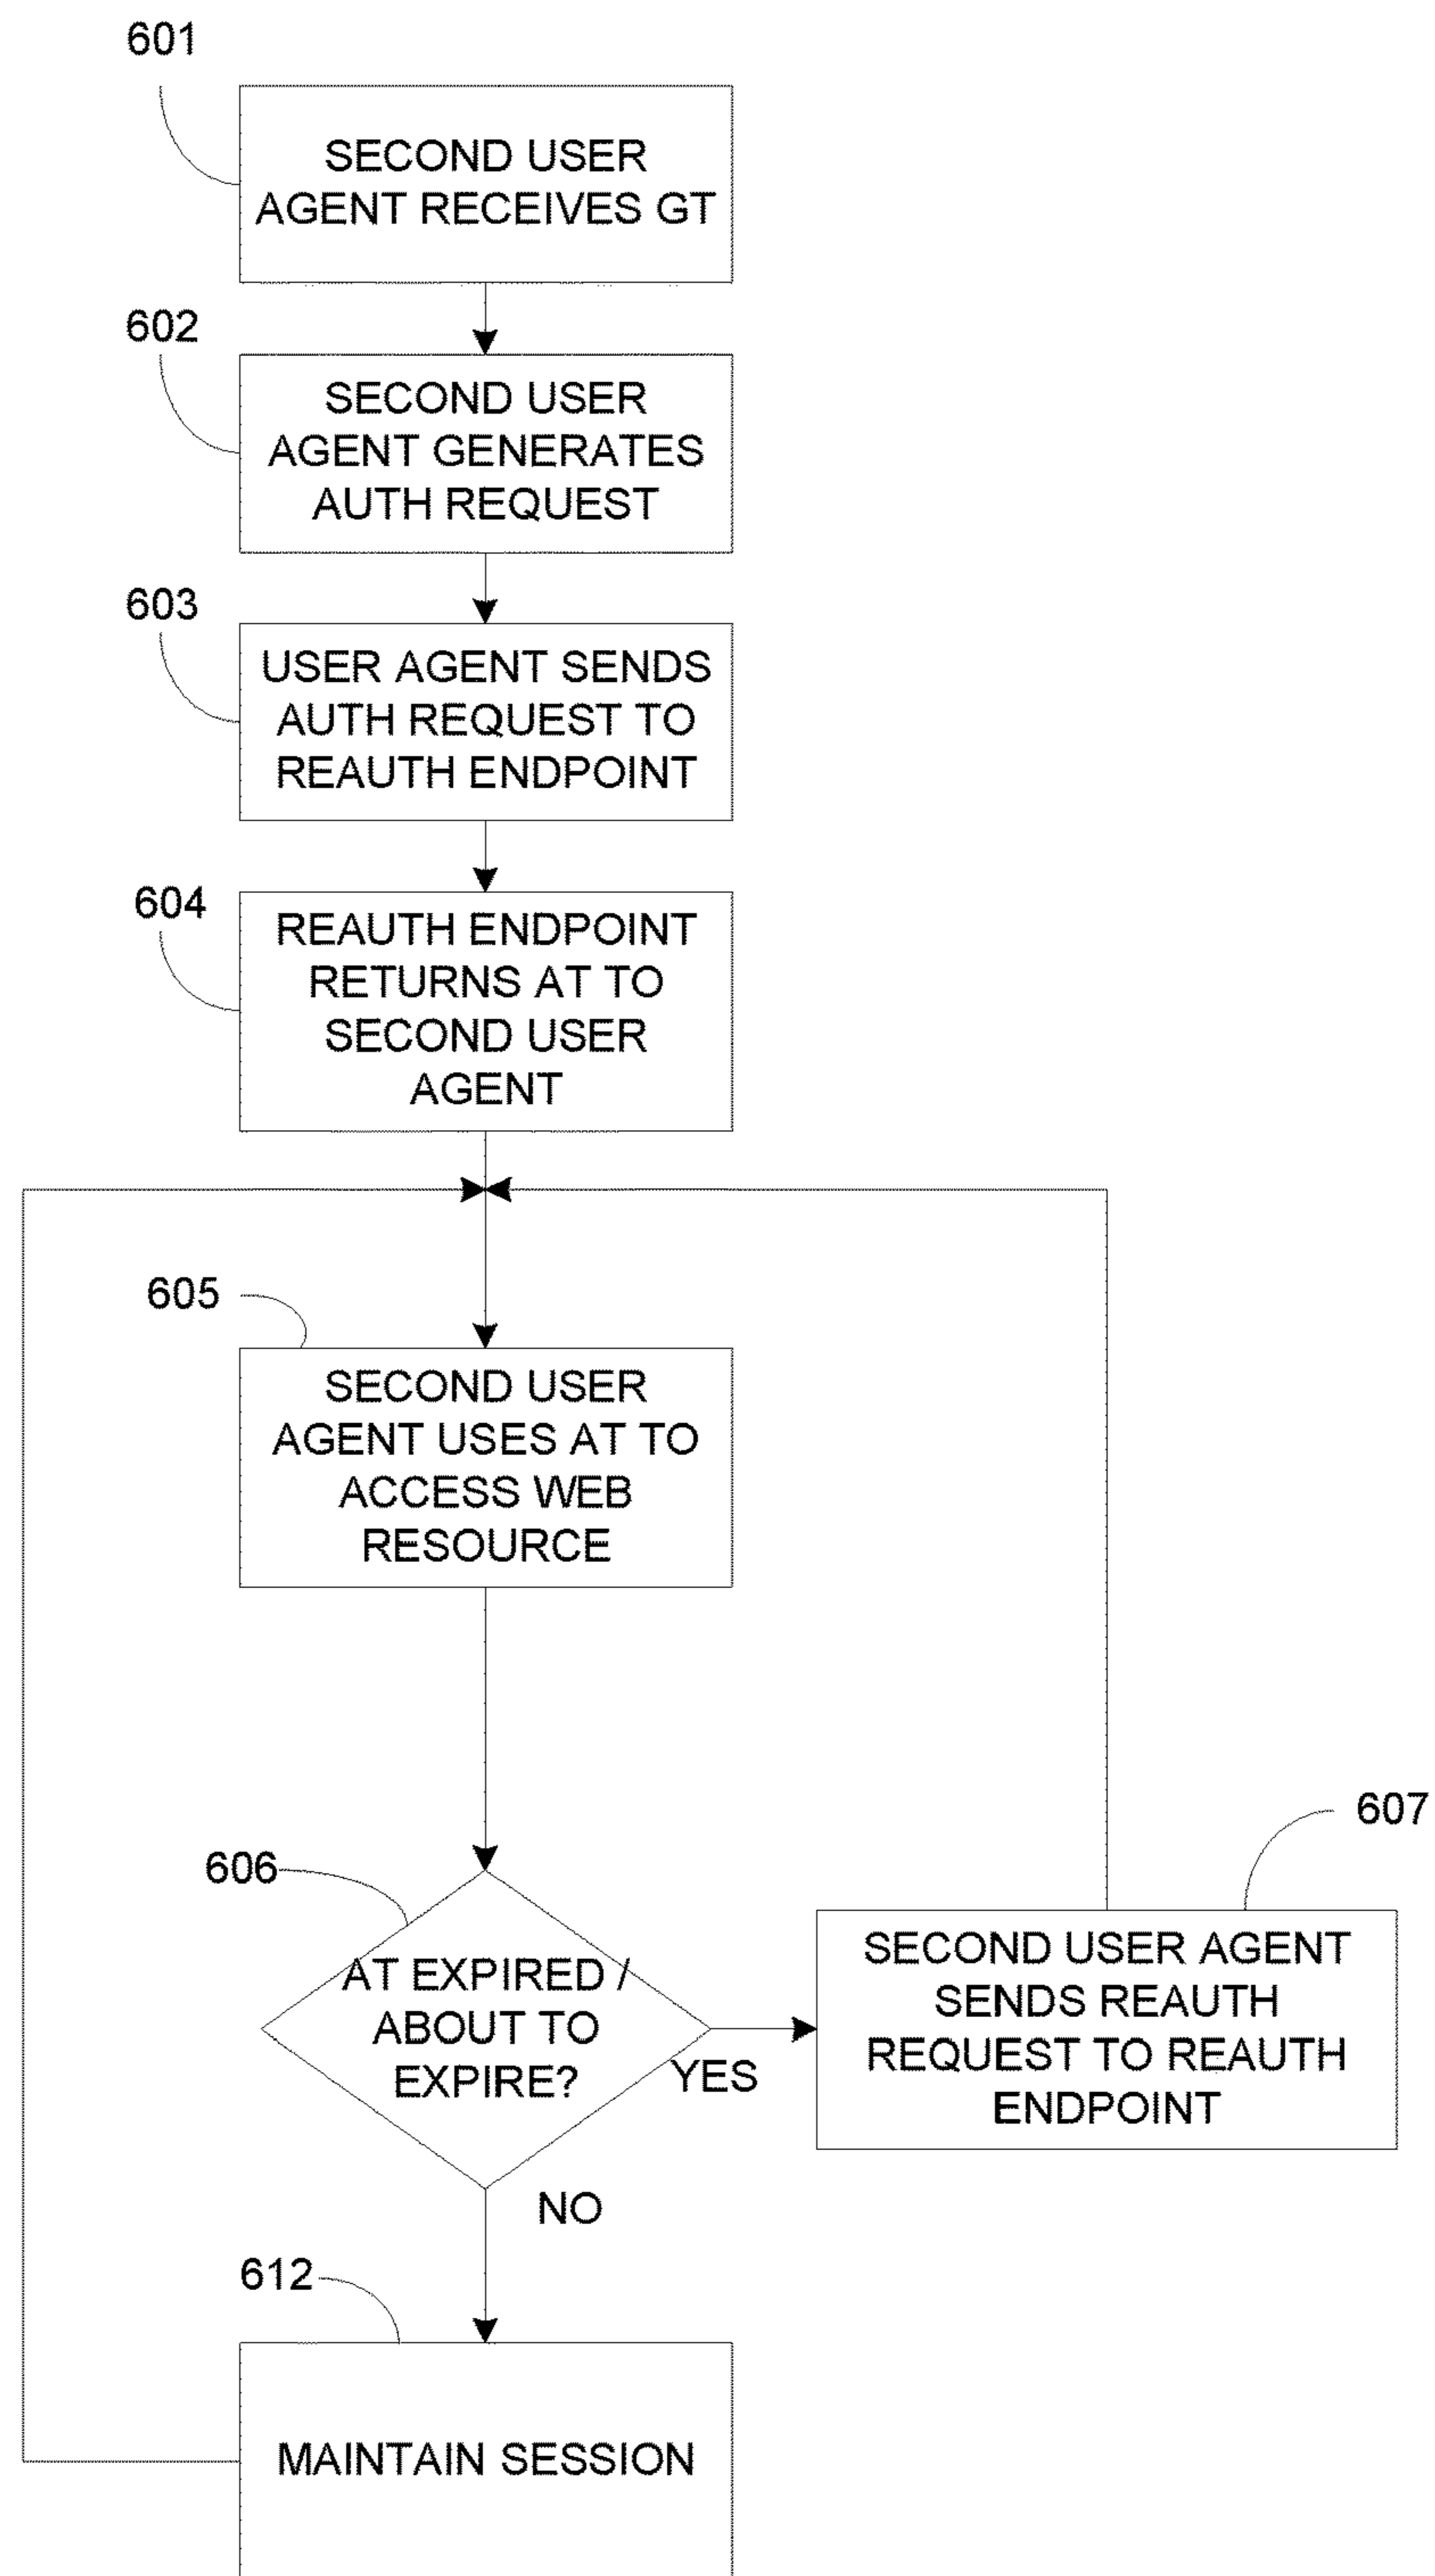 601
SECOND USER
AGENT RECEIVES GT
602
SECOND USER
AGENT GENERATES
AUTH REQUEST
603
USER AGENT SENDS
AUTH REQUEST TO
REAUTH ENDPOINT
604
REAUTH ENDPOINT
RETURNS AT TO
SECOND USER
AGENT
605
SECOND USER
AGENT USES AT TO
ACCESS WEB
RESOURCE
606
AT EXPIRED /
ABOUT TO
EXPIRE?
YES
607
SECOND USER AGENT
SENDS REAUTH
REQUEST TO REAUTH
ENDPOINT
NO
612
MAINTAIN SESSION